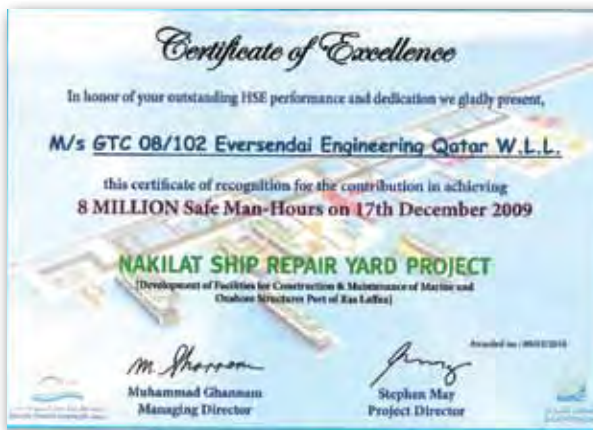 Certificate of Excellence
In honor of your outstanding HSE performance and dedication we gladly present,
M/s GTC 08/102 Eversendai Engineering Qatar W.L.L.
this certificate of recognition for the contribution in achieving
8 MILLION Safe Man-Hours on 17th December 2009
NAKILAT SHIP REPAIR YARD PROJECT
(Development of Facilities for Construction & Maintenance of Marine and
Onshore Structures Port of Ras Laffan)
Awarded on :
Muhammad Ghannam
Managing Director
Stephen May
Project Director